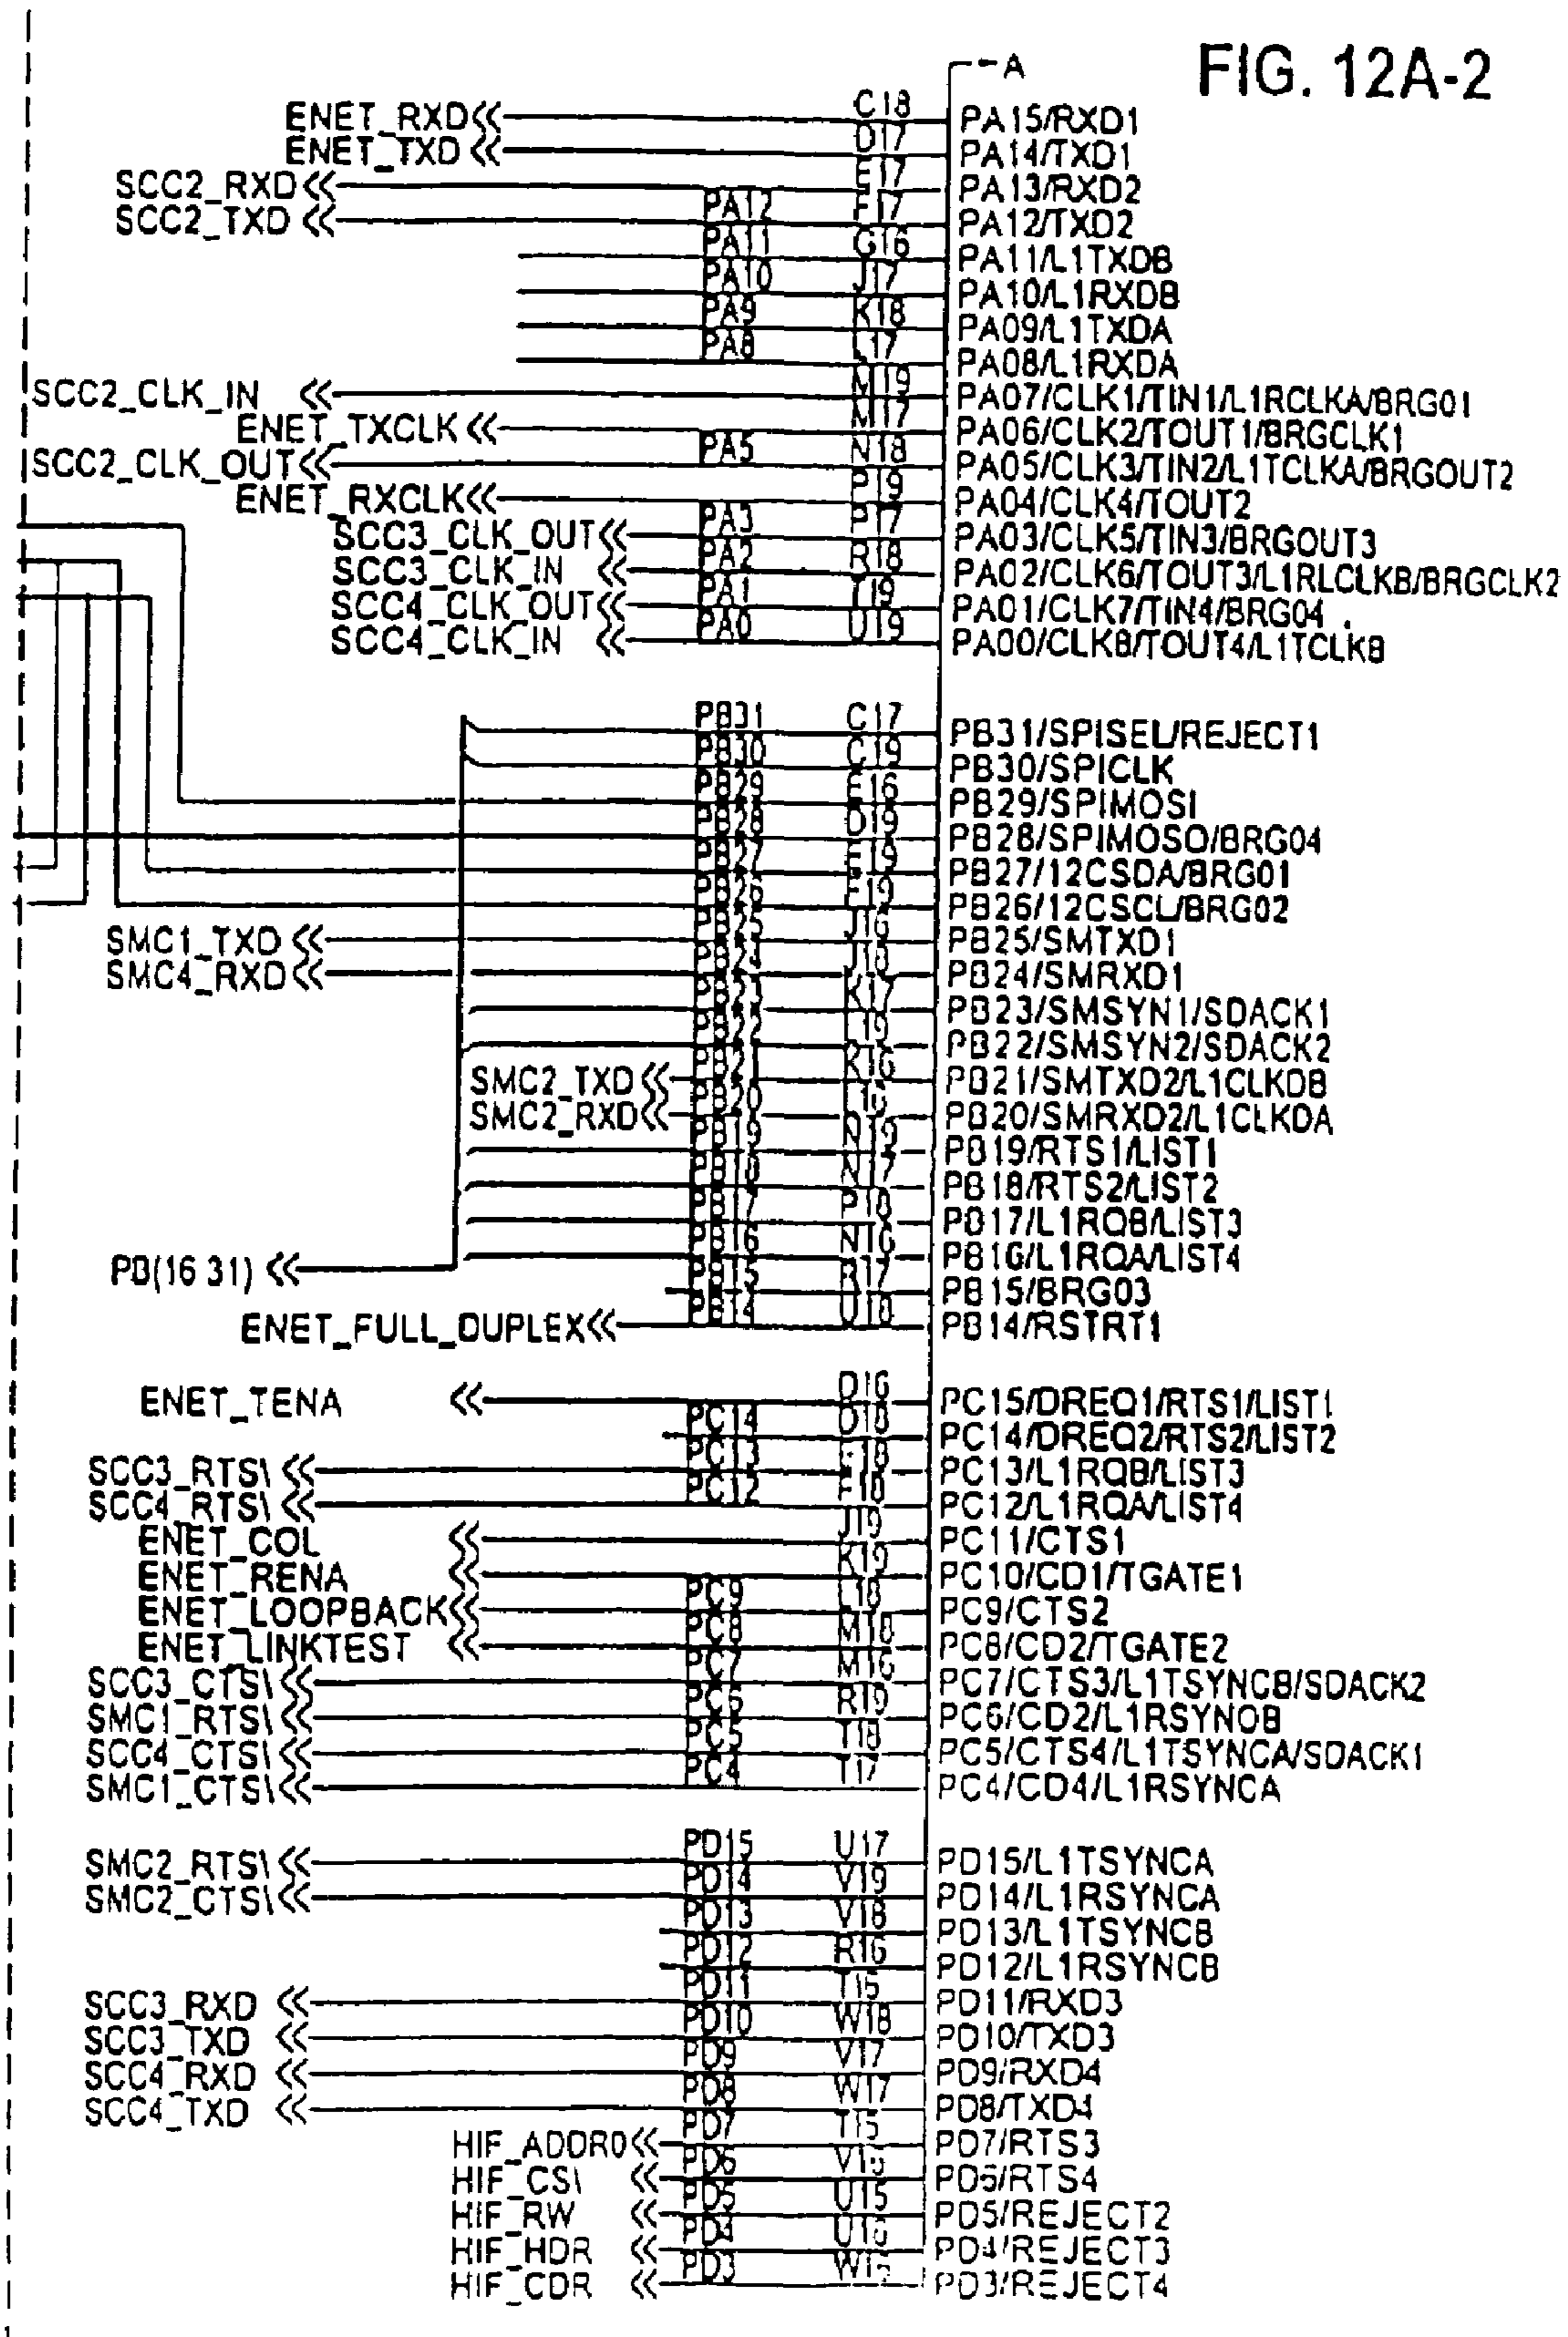 FIG. 12A-2
A
ENET_RXD C18 PA15/RXD1
ENET_TXD D17 PA14/TXD1
SCC2_RXD E17 PA13/RXD2
SCC2_TXD PA12 F17 PA12/TXD2
PA11 G16 PA11/L1TXDB
PA10 J17 PA10/L1RXDB
PA9 K18 PA09/L1TXDA
PA8 L17 PA08/L1RXDA
SCC2_CLK_IN M19 PA07/CLK1/TIN1/L1RCLKA/BRG01
ENET_TXCLK M17 PA06/CLK2/TOUT1/BRGCLK1
SCC2_CLK_OUT PA5 N18 PA05/CLK3/TIN2/L1TCLKA/BRGOUT2
ENET_RXCLK P19 PA04/CLK4/TOUT2
SCC3_CLK_OUT PA3 P17 PA03/CLK5/TIN3/BRGOUT3
SCC3_CLK_IN PA2 R18 PA02/CLK6/TOUT3/L1RLCLKB/BRGCLK2
SCC4_CLK_OUT PA1 T19 PA01/CLK7/TIN4/BRG04
SCC4_CLK_IN PA0 U19 PA00/CLK8/TOUT4/L1TCLKB
PB31 C17 PB31/SPISEL/REJECT1
PB30 C19 PB30/SPICLK
PB29 E16 PB29/SPIMOSI
PB28 D19 PB28/SPIMOSO/BRG04
PB27 E19 PB27/12CSDA/BRG01
PB26 F19 PB26/12CSCL/BRG02
SMC1_TXD PB25 J16 PB25/SMTXD1
SMC4_RXD PB24 J18 PB24/SMRXD1
PB23 K17 PB23/SMSYN1/SDACK1
PB22 L19 PB22/SMSYN2/SDACK2
SMC2_TXD PB21 K16 PB21/SMTXD2/L1CLKDB
SMC2_RXD PB20 L16 PB20/SMRXD2/L1CLKDA
PB19 N19 PB19/RTS1/LIST1
PB18 N17 PB18/RTS2/LIST2
PB17 P18 PB17/L1RQB/LIST3
PB(16 31) PB16 N16 PB16/L1RQA/LIST4
PB15 R17 PB15/BRG03
ENET_FULL_DUPLEX PB14 U18 PB14/RSTRT1
ENET_TENA D16 PC15/DREQ1/RTS1/LIST1
PC14 D18 PC14/DREQ2/RTS2/LIST2
SCC3_RTS\ PC13 E18 PC13/L1RQB/LIST3
SCC4_RTS\ PC12 F18 PC12/L1RQA/LIST4
ENET_COL J19 PC11/CTS1
ENET_RENA K19 PC10/CD1/TGATE1
ENET_LOOPBACK PC9 L18 PC9/CTS2
ENET_LINKTEST PC8 M18 PC8/CD2/TGATE2
SCC3_CTS\ PC7 M16 PC7/CTS3/L1TSYNCB/SDACK2
SMC1_RTS\ PC6 R19 PC6/CD2/L1RSYNOB
SCC4_CTS\ PC5 T18 PC5/CTS4/L1TSYNCA/SDACK1
SMC1_CTS\ PC4 T17 PC4/CD4/L1RSYNCA
SMC2_RTS\ PD15 U17 PD15/L1TSYNCA
SMC2_CTS\ PD14 V19 PD14/L1RSYNCA
PD13 V18 PD13/L1TSYNCB
PD12 R16 PD12/L1RSYNCB
SCC3_RXD PD11 PD11/RXD3
SCC3_TXD PD10 W18 PD10/TXD3
SCC4_RXD PD9 V17 PD9/RXD4
SCC4_TXD PD8 W17 PD8/TXD4
HIF_ADDR0 PD7 T15 PD7/RTS3
HIF_CS\ PD6 PD6/RTS4
HIF_RW PD5 U15 PD5/REJECT2
HIF_HDR PD4 U16 PD4/REJECT3
HIF_CDR PD3 PD3/REJECT4